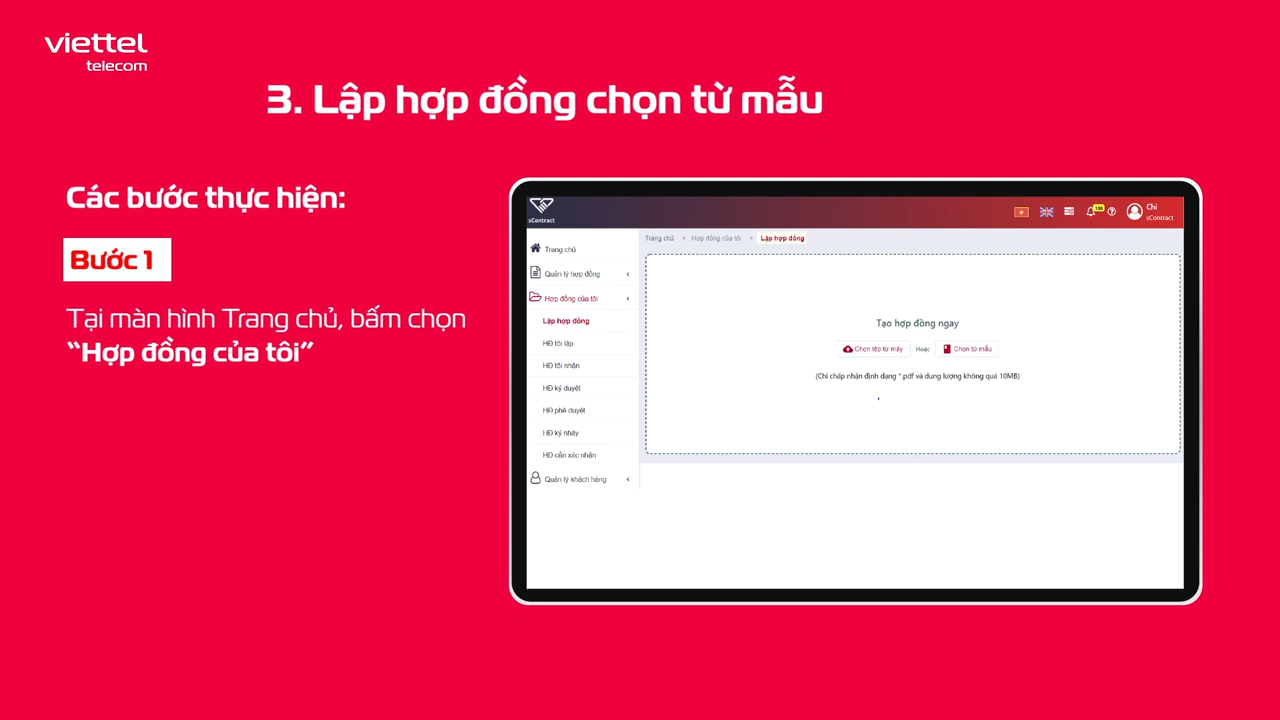 viettel
telecom
3. Lập hợp đồng chọn từ mẫu
Các bước thực hiện:
Bước 1
Tại màn hình Trang chủ, bấm chọn
“Hợp đồng của tôi”
sContract
130
Chi
sContract
Trang chủ
Quản lý hợp đồng
Hợp đồng của tôi
Lập hợp đồng
HĐ tôi lập
HĐ tôi nhận
HĐ ký duyệt
HĐ phê duyệt
HĐ ký nháy
HĐ cần xác nhận
Quản lý khách hàng
Trang chủ > Hợp đồng của tôi > Lập hợp đồng
Tạo hợp đồng ngay
Chọn tệp từ máy Hoặc Chọn từ mẫu
(Chỉ chấp nhận định dạng *.pdf và dung lượng không quá 10MB)